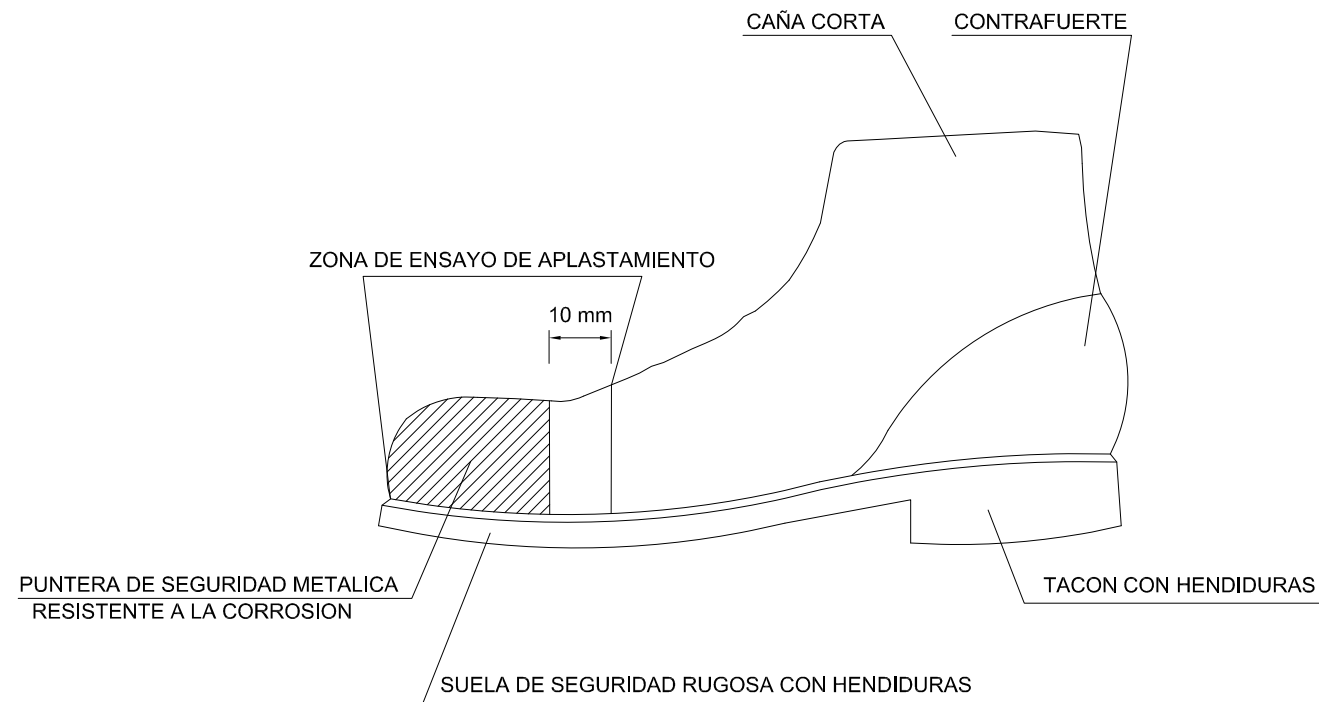 CAÑA CORTA
CONTRAFUERTE
ZONA DE ENSAYO DE APLASTAMIENTO
10 mm
PUNTERA DE SEGURIDAD METALICA
RESISTENTE A LA CORROSION
TACON CON HENDIDURAS
SUELA DE SEGURIDAD RUGOSA CON HENDIDURAS